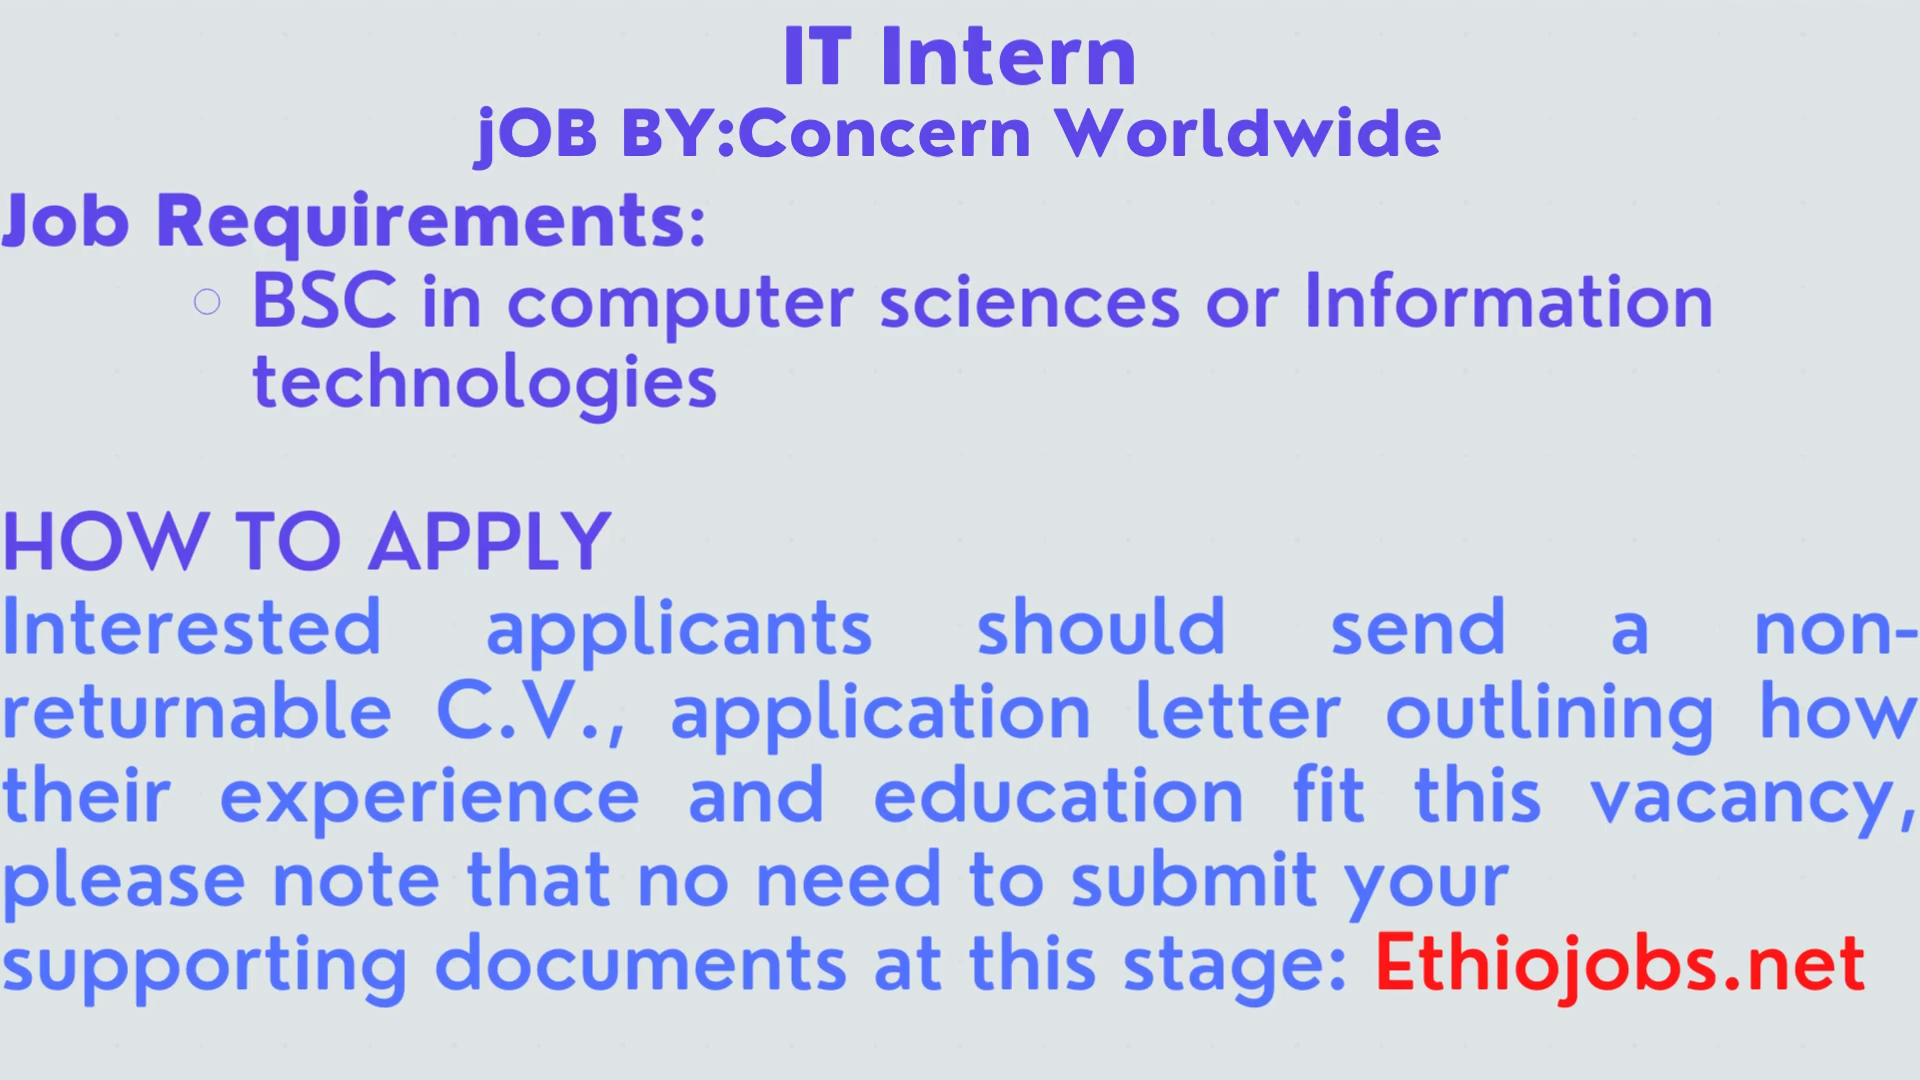 IT Intern
jOB BY:Concern Worldwide
Job Requirements:
BSC in computer sciences or Information
technologies
HOW TO APPLY
Interested applicants should send a non-
returnable C.V., application letter outlining how
their experience and education fit this vacancy,
please note that no need to submit your
supporting documents at this stage: Ethiojobs.net